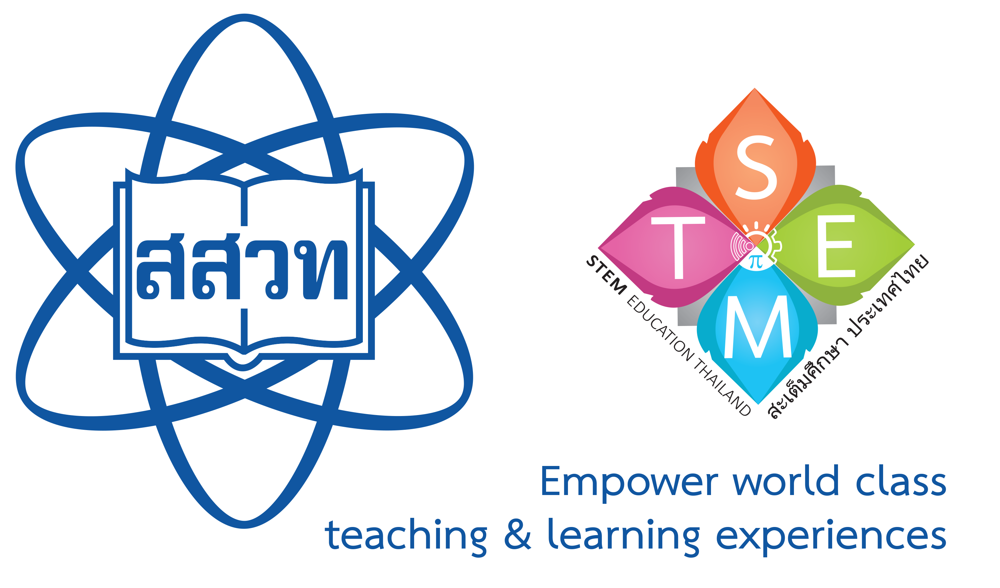 สสวท
S
T
E
π
M
STEM EDUCATION THAILAND
สะเต็มศึกษา ประเทศไทย
Empower world class
teaching & learning experiences